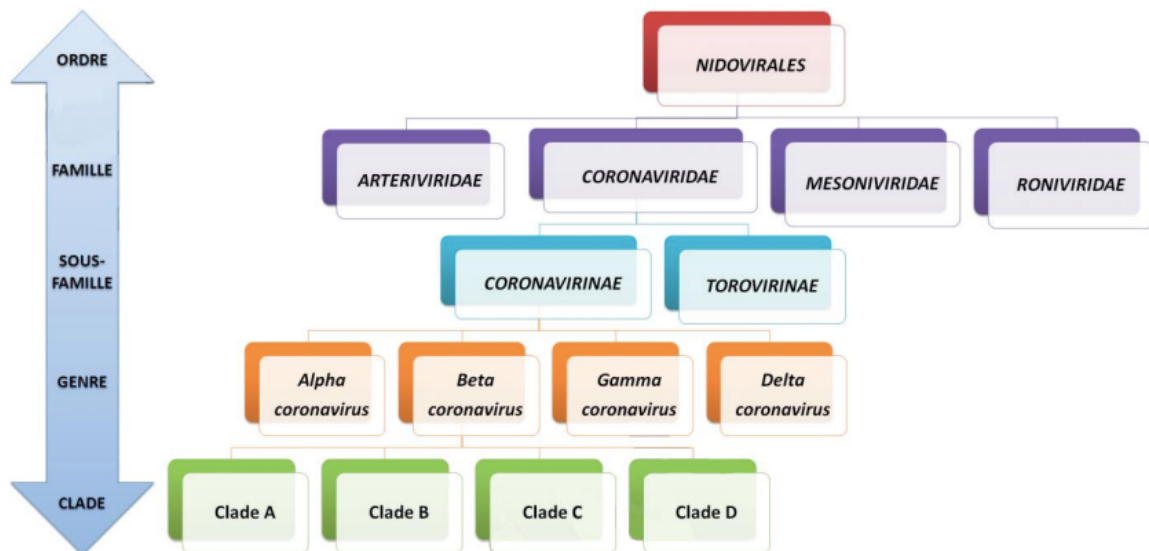 ORDRE
NIDOVIRALES
FAMILLE
ARTERIVIRIDAE
CORONAVIRIDAE
MESONIVIRIDAE
RONIVIRIDAE
SOUS-
FAMILLE
CORONAVIRINAE
TOROVIRINAE
GENRE
Alpha
coronavirus
Beta
coronavirus
Gamma
coronavirus
Delta
coronavirus
CLADE
Clade A
Clade B
Clade C
Clade D